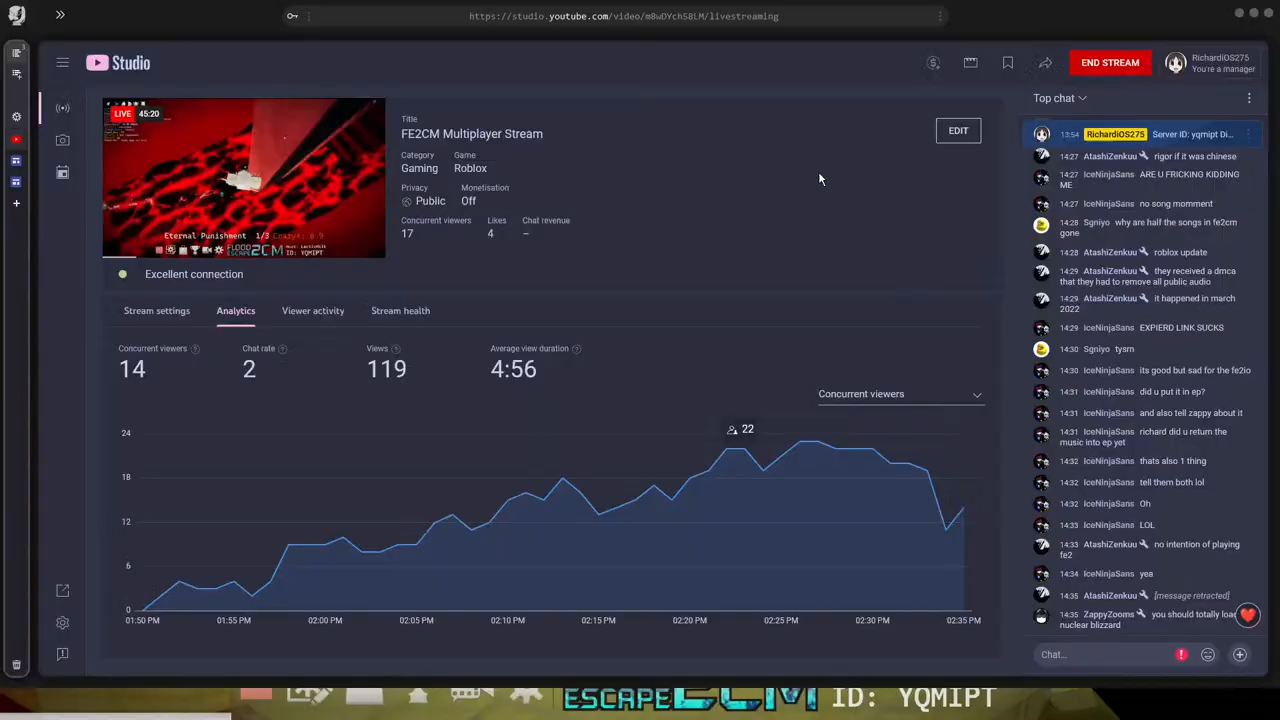 https://studio.youtube.com/video/m8wDYch58LM/livestreaming
Studio
END STREAM
RichardiOS275
You're a manager
LIVE 45:20
Eternal Punishment 1/3 Crazy+: 8.9
FLOOD ESCAPE 2CM
ID: YQMIPT
Title
FE2CM Multiplayer Stream
EDIT
Category Game
Gaming Roblox
Privacy Monetisation
Public Off
Concurrent viewers Likes Chat revenue
17 4 –
Excellent connection
Stream settings Analytics Viewer activity Stream health
Concurrent viewers Chat rate Views Average view duration
14 2 119 4:56
Concurrent viewers
22
24
18
12
6
0
01:50 PM 01:55 PM 02:00 PM 02:05 PM 02:10 PM 02:15 PM 02:20 PM 02:25 PM 02:30 PM 02:35 PM
Top chat
13:54 RichardiOS275 Server ID: yqmipt Di...
14:27 AtashiZenkuu rigor if it was chinese
14:27 IceNinjaSans ARE U FRICKING KIDDING
ME
14:27 IceNinjaSans no song momment
14:28 Sgniyo why are half the songs in fe2cm
gone
14:28 AtashiZenkuu roblox update
14:29 AtashiZenkuu they received a dmca
that they had to remove all public audio
14:29 AtashiZenkuu it happened in march
2022
14:29 IceNinjaSans EXPIERD LINK SUCKS
14:30 Sgniyo tysm
14:30 IceNinjaSans its good but sad for the fe2io
14:31 IceNinjaSans did u put it in ep?
14:31 IceNinjaSans and also tell zappy about it
14:31 IceNinjaSans richard did u return the
music into ep yet
14:32 IceNinjaSans thats also 1 thing
14:32 IceNinjaSans tell them both lol
14:32 IceNinjaSans Oh
14:33 IceNinjaSans LOL
14:33 AtashiZenkuu no intention of playing
fe2
14:34 IceNinjaSans yea
14:35 AtashiZenkuu [message retracted]
14:35 ZappyZooms you should totally loa
nuclear blizzard
Chat...
ESCAPE 2CM ID: YQMIPT